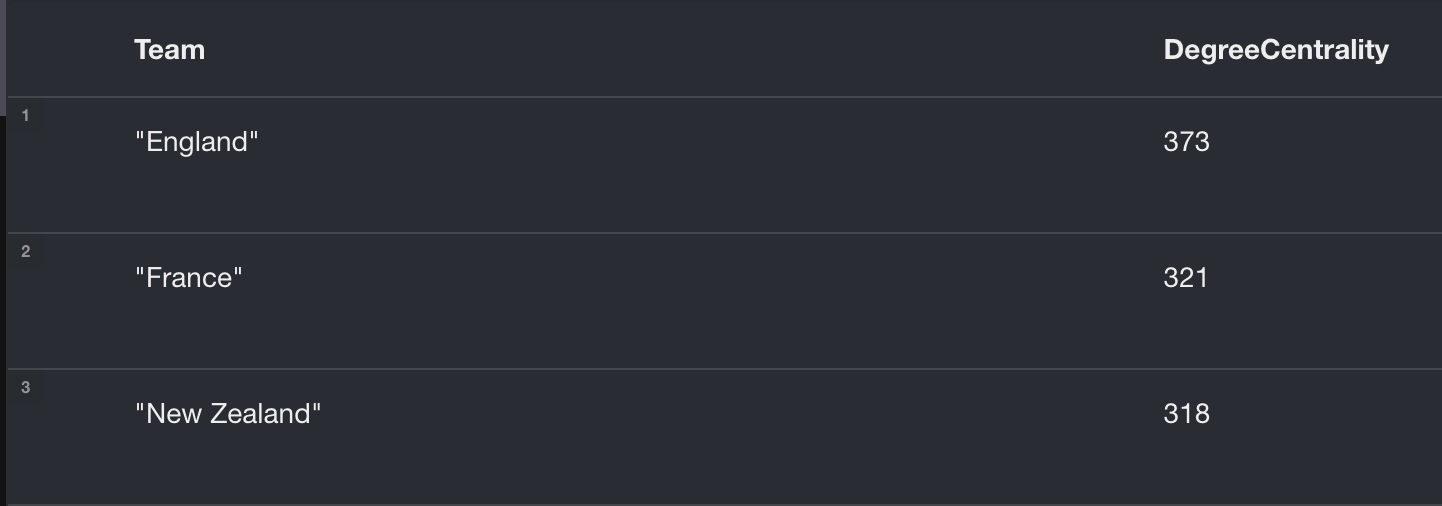 Team DegreeCentrality
1
"England" 373
2
"France" 321
3
"New Zealand" 318